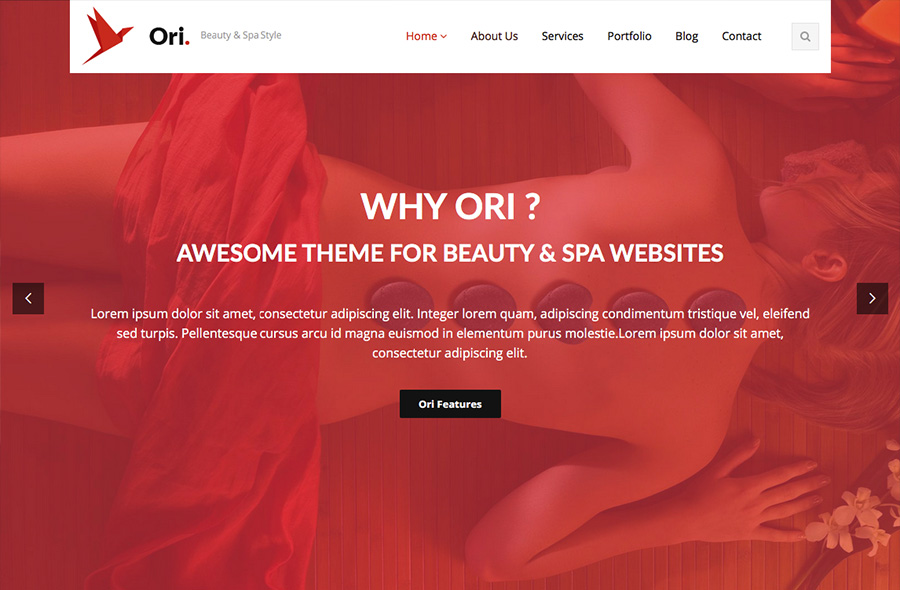 Ori. Beauty & Spa Style Home About Us Services Portfolio Blog Contact
WHY ORI ?
AWESOME THEME FOR BEAUTY & SPA WEBSITES
Lorem ipsum dolor sit amet, consectetur adipiscing elit. Integer lorem quam, adipiscing condimentum tristique vel, eleifend
sed turpis. Pellentesque cursus arcu id magna euismod in elementum purus molestie.Lorem ipsum dolor sit amet,
consectetur adipiscing elit.
Ori Features